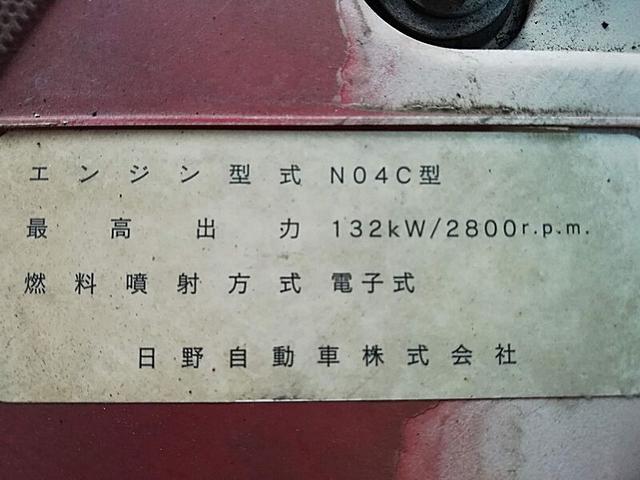 エンジン型式 N04C型
最高出力 132kW/2800r.p.m.
燃料噴射方式 電子式
日野自動車株式会社